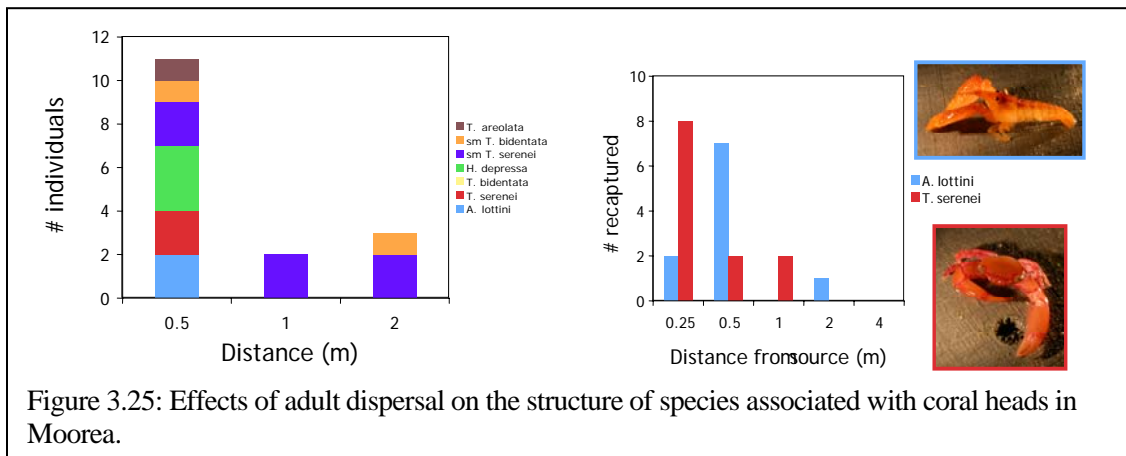 12
10
8
6
4
2
0
# individuals
0.5 1 2
Distance (m)
T. areolata
sm T. bidentata
sm T. serenei
H. depressa
T. bidentata
T. serenei
A. lottini
10
8
6
4
2
0
# recaptured
0.25 0.5 1 2 4
Distance fromsource (m)
A. lottini
T. serenei
Figure 3.25: Effects of adult dispersal on the structure of species associated with coral heads in
Moorea.